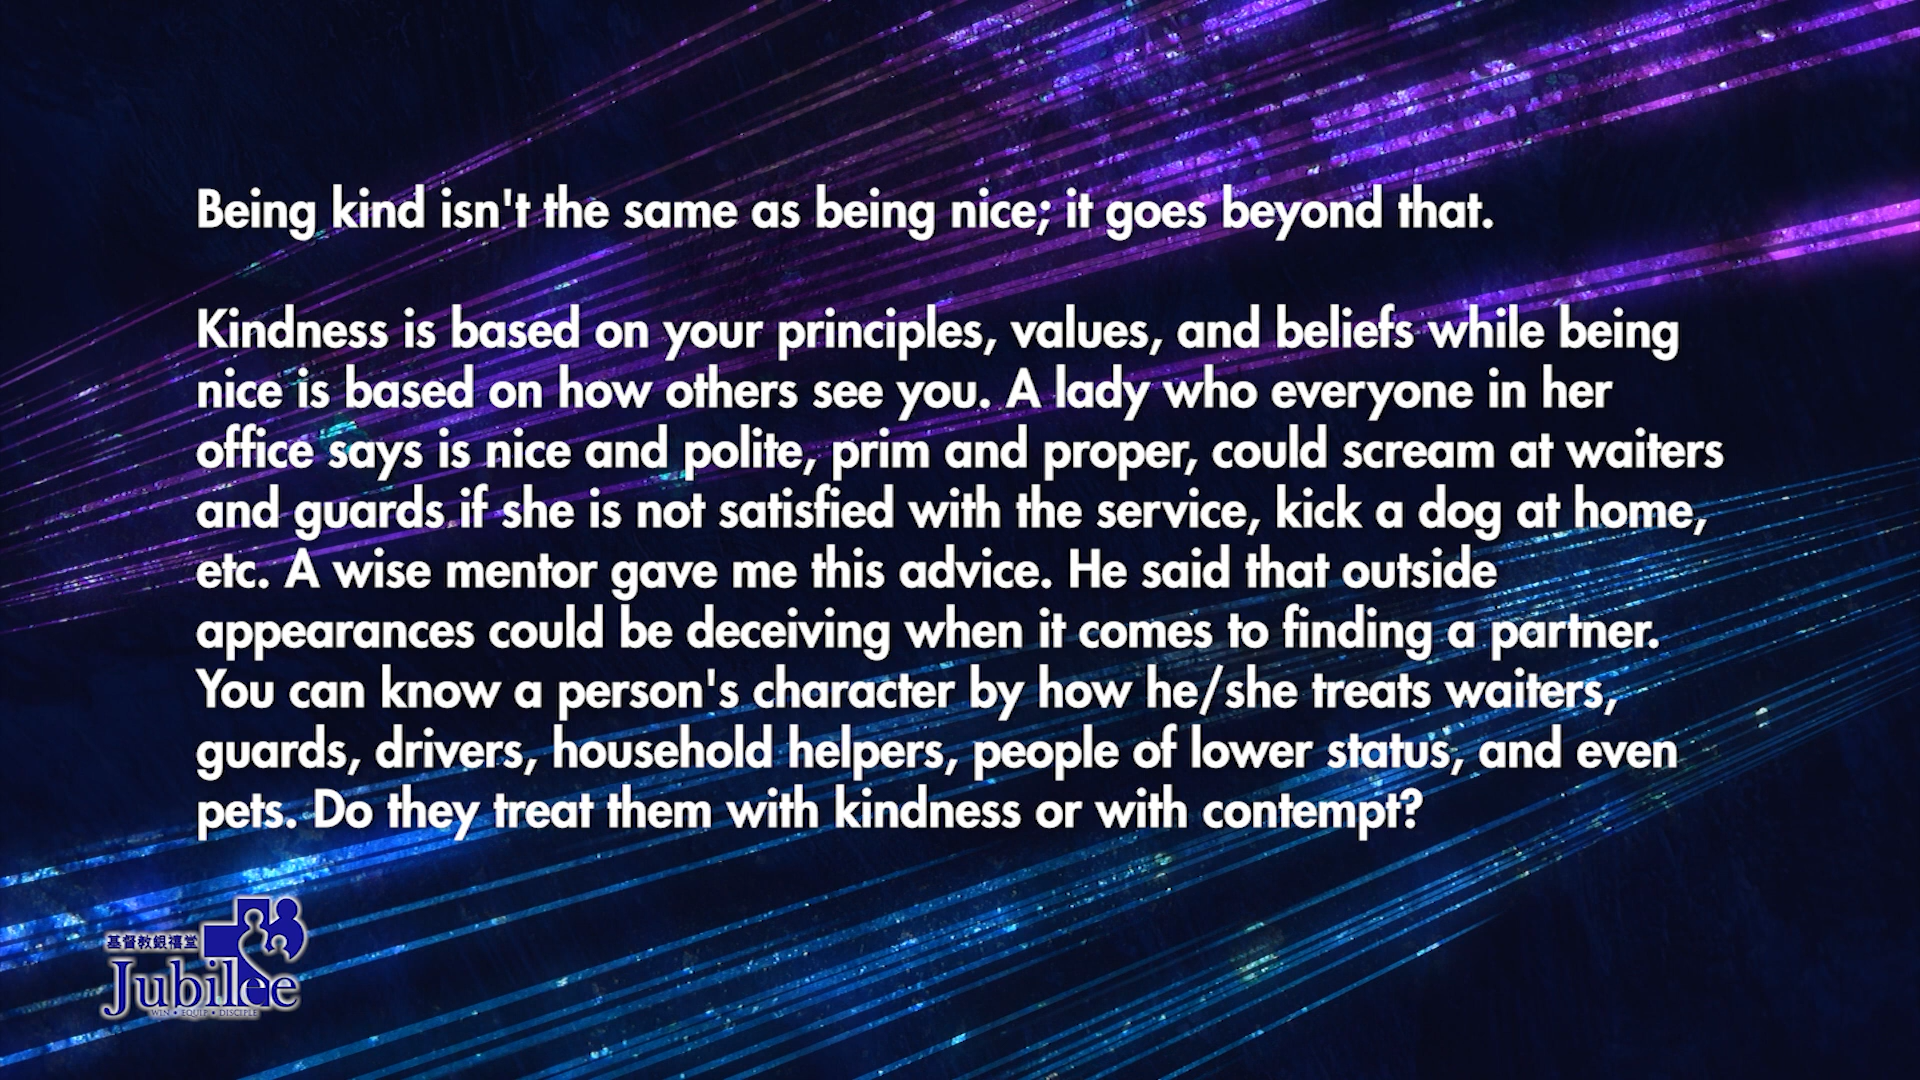 Being kind isn't the same as being nice; it goes beyond that.
Kindness is based on your principles, values, and beliefs while being
nice is based on how others see you. A lady who everyone in her
office says is nice and polite, prim and proper, could scream at waiters
and guards if she is not satisfied with the service, kick a dog at home,
etc. A wise mentor gave me this advice. He said that outside
appearances could be deceiving when it comes to finding a partner.
You can know a person's character by how he/she treats waiters,
guards, drivers, household helpers, people of lower status, and even
pets. Do they treat them with kindness or with contempt?
基督教銀禧堂
Jubilee
WIN • EQUIP • DISCIPLE